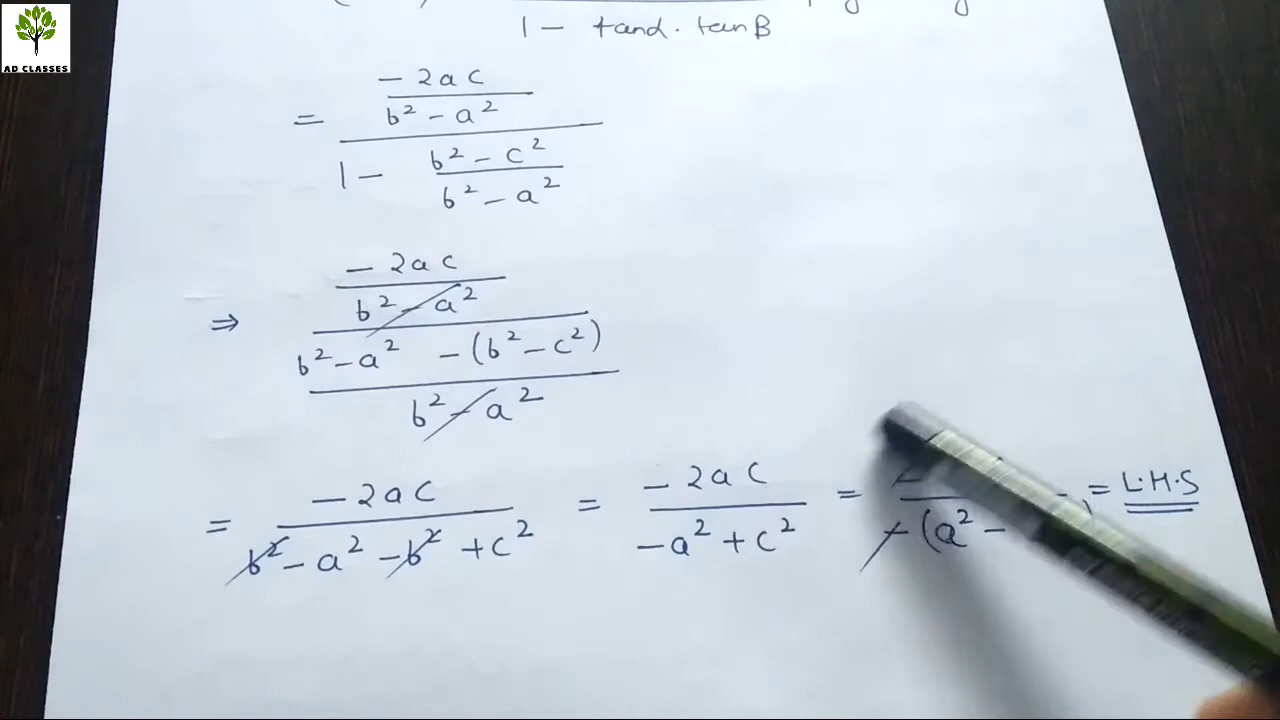 AD CLASSES
1 - tanα . tanβ
= (-2ac / (b² - a²)) / (1 - (b² - c²) / (b² - a²))
⇒ (-2ac / (b² - a²)) / ((b² - a² - (b² - c²)) / (b² - a²))
= -2ac / (b² - a² - b² + c²) = -2ac / (-a² + c²) = - / -(a² - = L.H.S